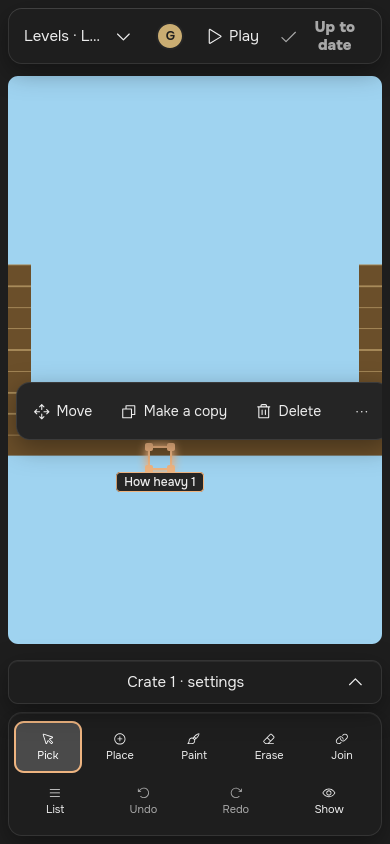 Levels · L...
G
Play
Up to
date
Move
Make a copy
Delete
...
How heavy 1
Crate 1 · settings
Pick
Place
Paint
Erase
Join
List
Undo
Redo
Show